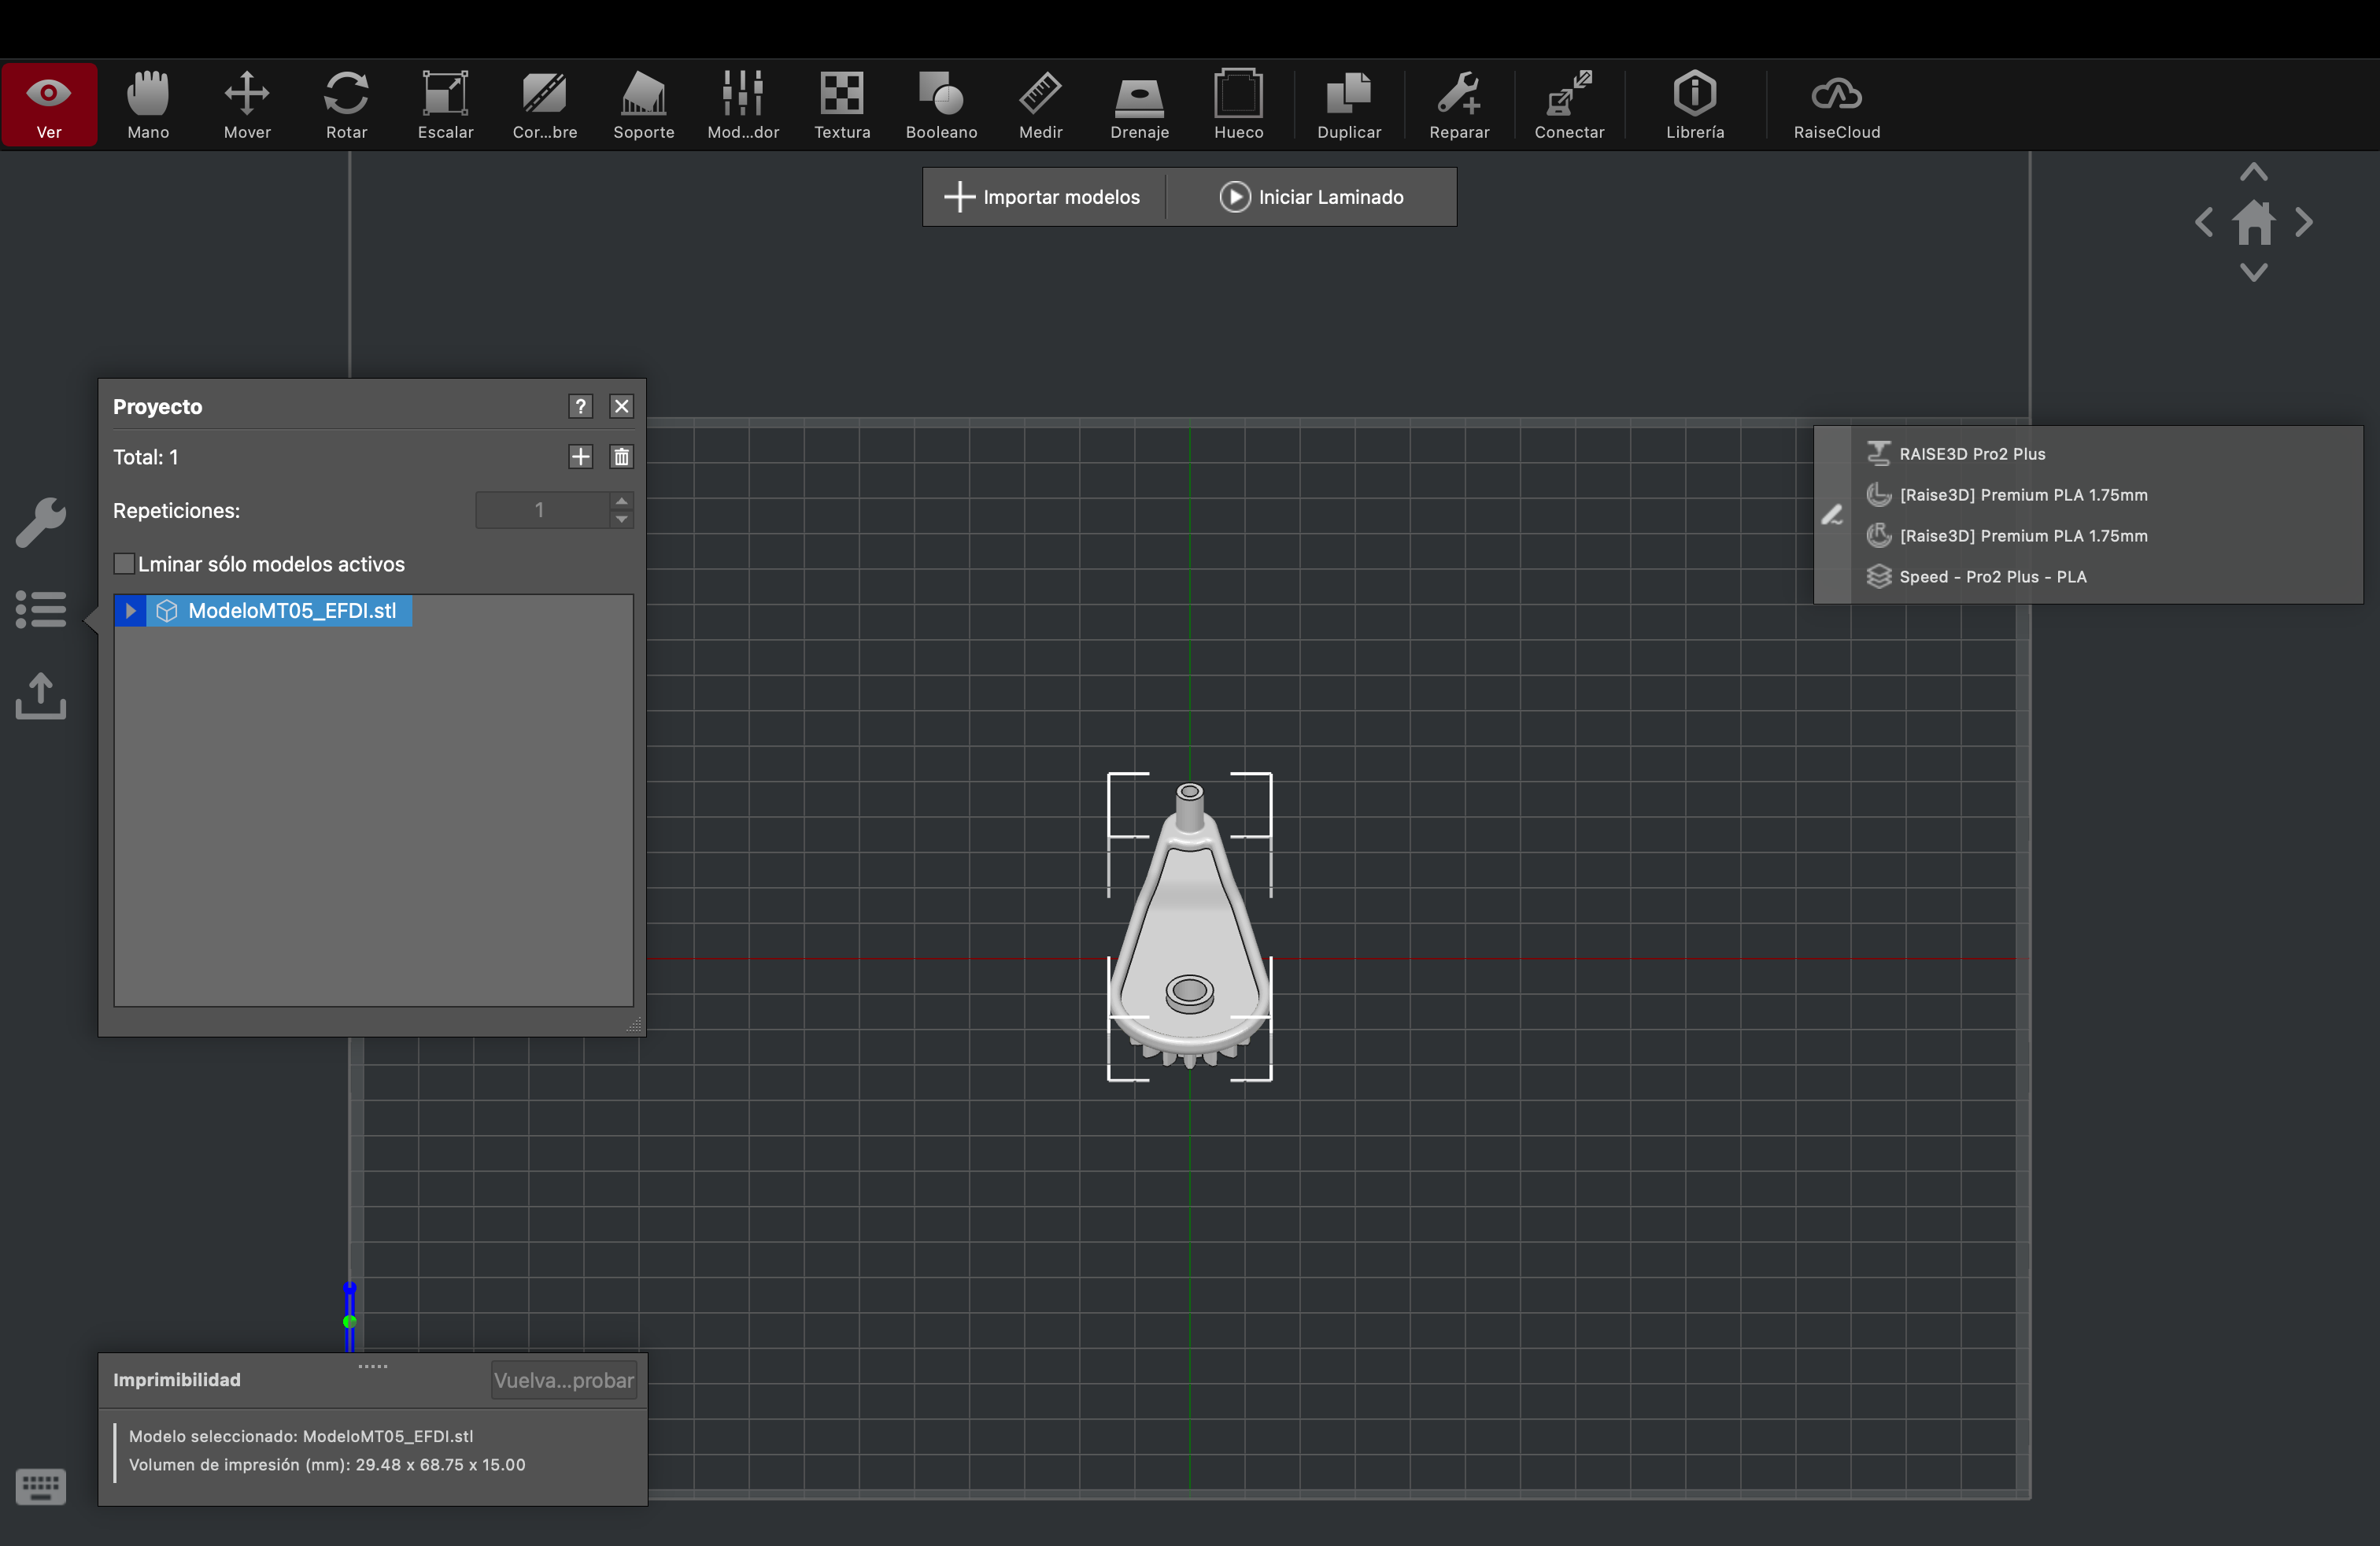 Ver
Mano
Mover
Rotar
Escalar
Cor...bre
Soporte
Mod...dor
Textura
Booleano
Medir
Drenaje
Hueco
Duplicar
Reparar
Conectar
Librería
RaiseCloud
Importar modelos
Iniciar Laminado
Proyecto
?
Total: 1
Repeticiones:
1
Lminar sólo modelos activos
ModeloMT05_EFDI.stl
RAISE3D Pro2 Plus
L [Raise3D] Premium PLA 1.75mm
R [Raise3D] Premium PLA 1.75mm
Speed - Pro2 Plus - PLA
Imprimibilidad
Vuelva...probar
Modelo seleccionado: ModeloMT05_EFDI.stl
Volumen de impresión (mm): 29.48 x 68.75 x 15.00